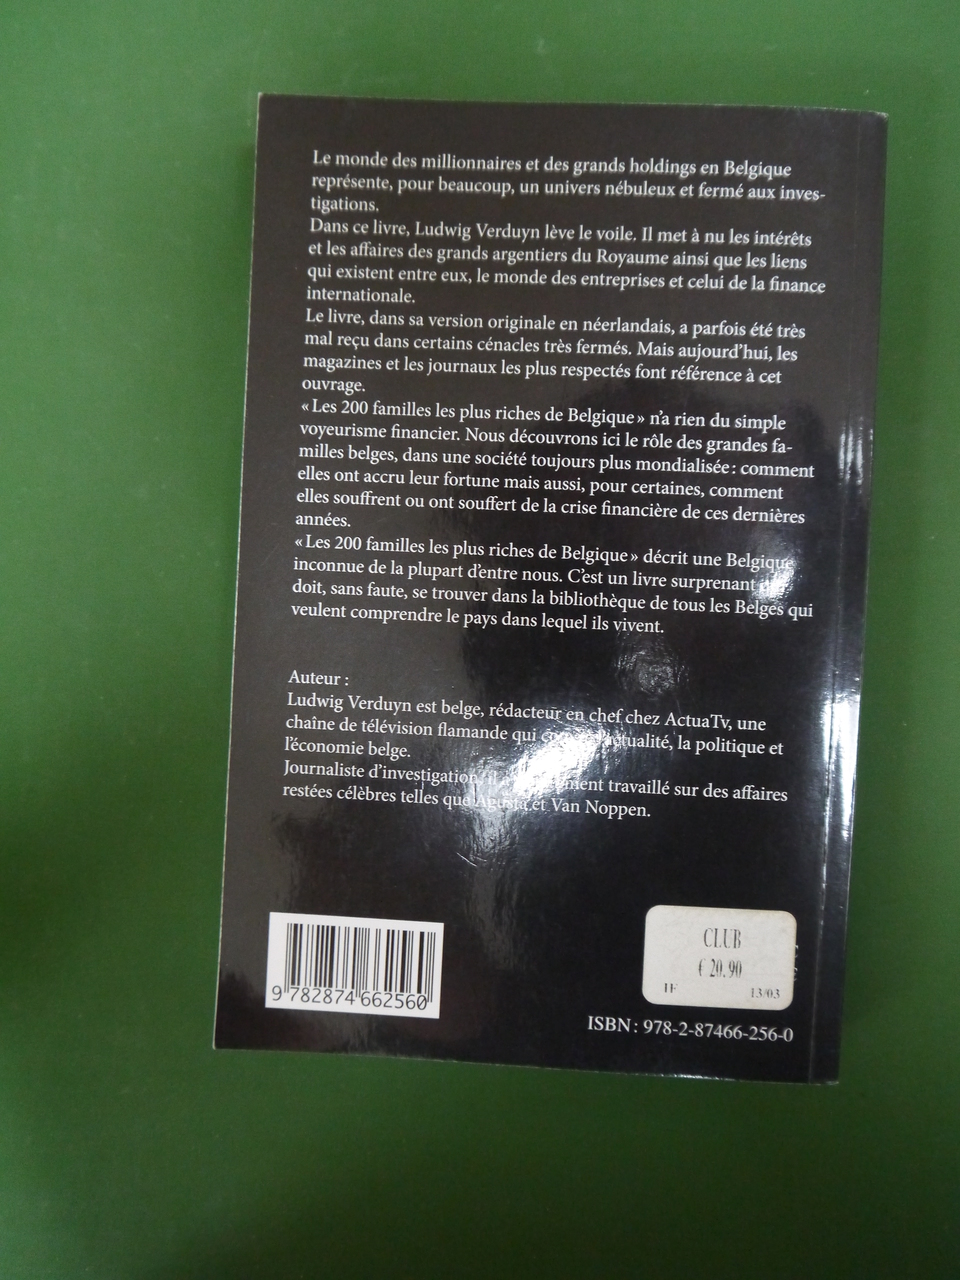 Le monde des millionnaires et des grands holdings en Belgique
représente, pour beaucoup, un univers nébuleux et fermé aux inves-
tigations.
Dans ce livre, Ludwig Verduyn lève le voile. Il met à nu les intérêts
et les affaires des grands argentiers du Royaume ainsi que les liens
qui existent entre eux, le monde des entreprises et celui de la finance
internationale.
Le livre, dans sa version originale en néerlandais, a parfois été très
mal reçu dans certains cénacles très fermés. Mais aujourd'hui, les
magazines et les journaux les plus respectés font référence à cet
ouvrage.
« Les 200 familles les plus riches de Belgique » n'a rien du simple
voyeurisme financier. Nous découvrons ici le rôle des grandes fa-
milles belges, dans une société toujours plus mondialisée : comment
elles ont accru leur fortune mais aussi, pour certaines, comment
elles souffrent ou ont souffert de la crise financière de ces dernières
années.
« Les 200 familles les plus riches de Belgique » décrit une Belgique
inconnue de la plupart d'entre nous. C'est un livre surprenant
doit, sans faute, se trouver dans la bibliothèque de tous les Belges qui
veulent comprendre le pays dans lequel ils vivent.
Auteur :
Ludwig Verduyn est belge, rédacteur en chef chez ActuaTv, une
chaîne de télévision flamande qui l'actualité, la politique et
l'économie belge.
Journaliste d'investigation, travaillé sur des affaires
restées célèbres telles que Agusta et Van Noppen.
9 782874 662560
CLUB
€ 20.90
IF 13/03
ISBN : 978-2-87466-256-0